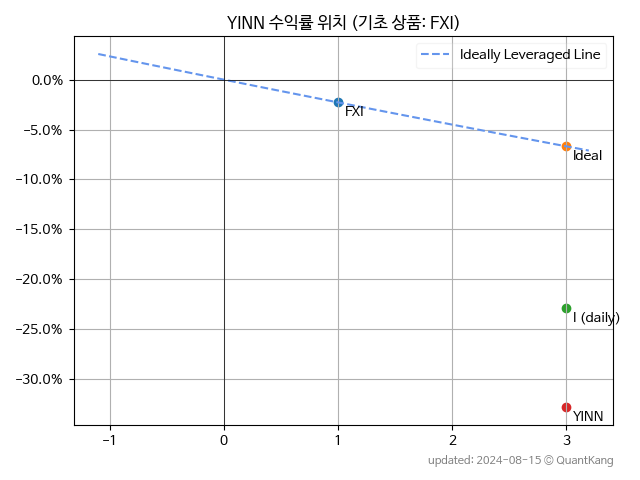 YINN 수익률 위치 (기초 상품: FXI)
Ideally Leveraged Line
0.0%
−5.0%
−10.0%
−15.0%
−20.0%
−25.0%
−30.0%
FXI
Ideal
I (daily)
YINN
−1
0
1
2
3
updated: 2024-08-15 © QuantKang